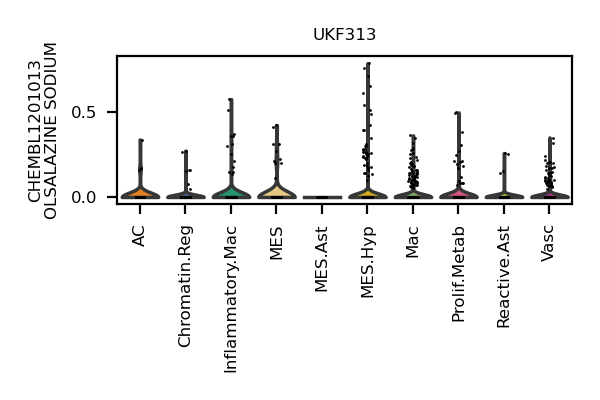 UKF313
CHEMBL1201013
OLSALAZINE SODIUM
0.5
0.0
AC
Chromatin.Reg
Inflammatory.Mac
MES
MES.Ast
MES.Hyp
Mac
Prolif.Metab
Reactive.Ast
Vasc